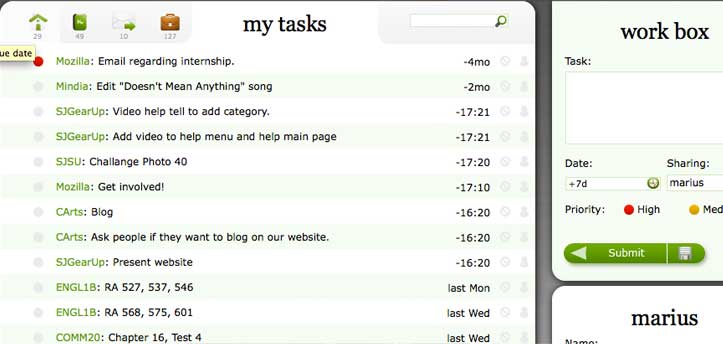 my tasks
29
49
10
127
ue date
Mozilla: Email regarding internship. -4mo
Mindia: Edit "Doesn't Mean Anything" song -2mo
SJGearUp: Video help tell to add category. -17:21
SJGearUp: Add video to help menu and help main page -17:21
SJSU: Challange Photo 40 -17:20
Mozilla: Get involved! -17:10
CArts: Blog -16:20
CArts: Ask people if they want to blog on our website. -16:20
SJGearUp: Present website -16:20
ENGL1B: RA 527, 537, 546 last Mon
ENGL1B: RA 568, 575, 601 last Wed
COMM20: Chapter 16, Test 4 last Wed
work box
Task:
Date: Sharing:
+7d marius
Priority: High Med
Submit
marius
Name: